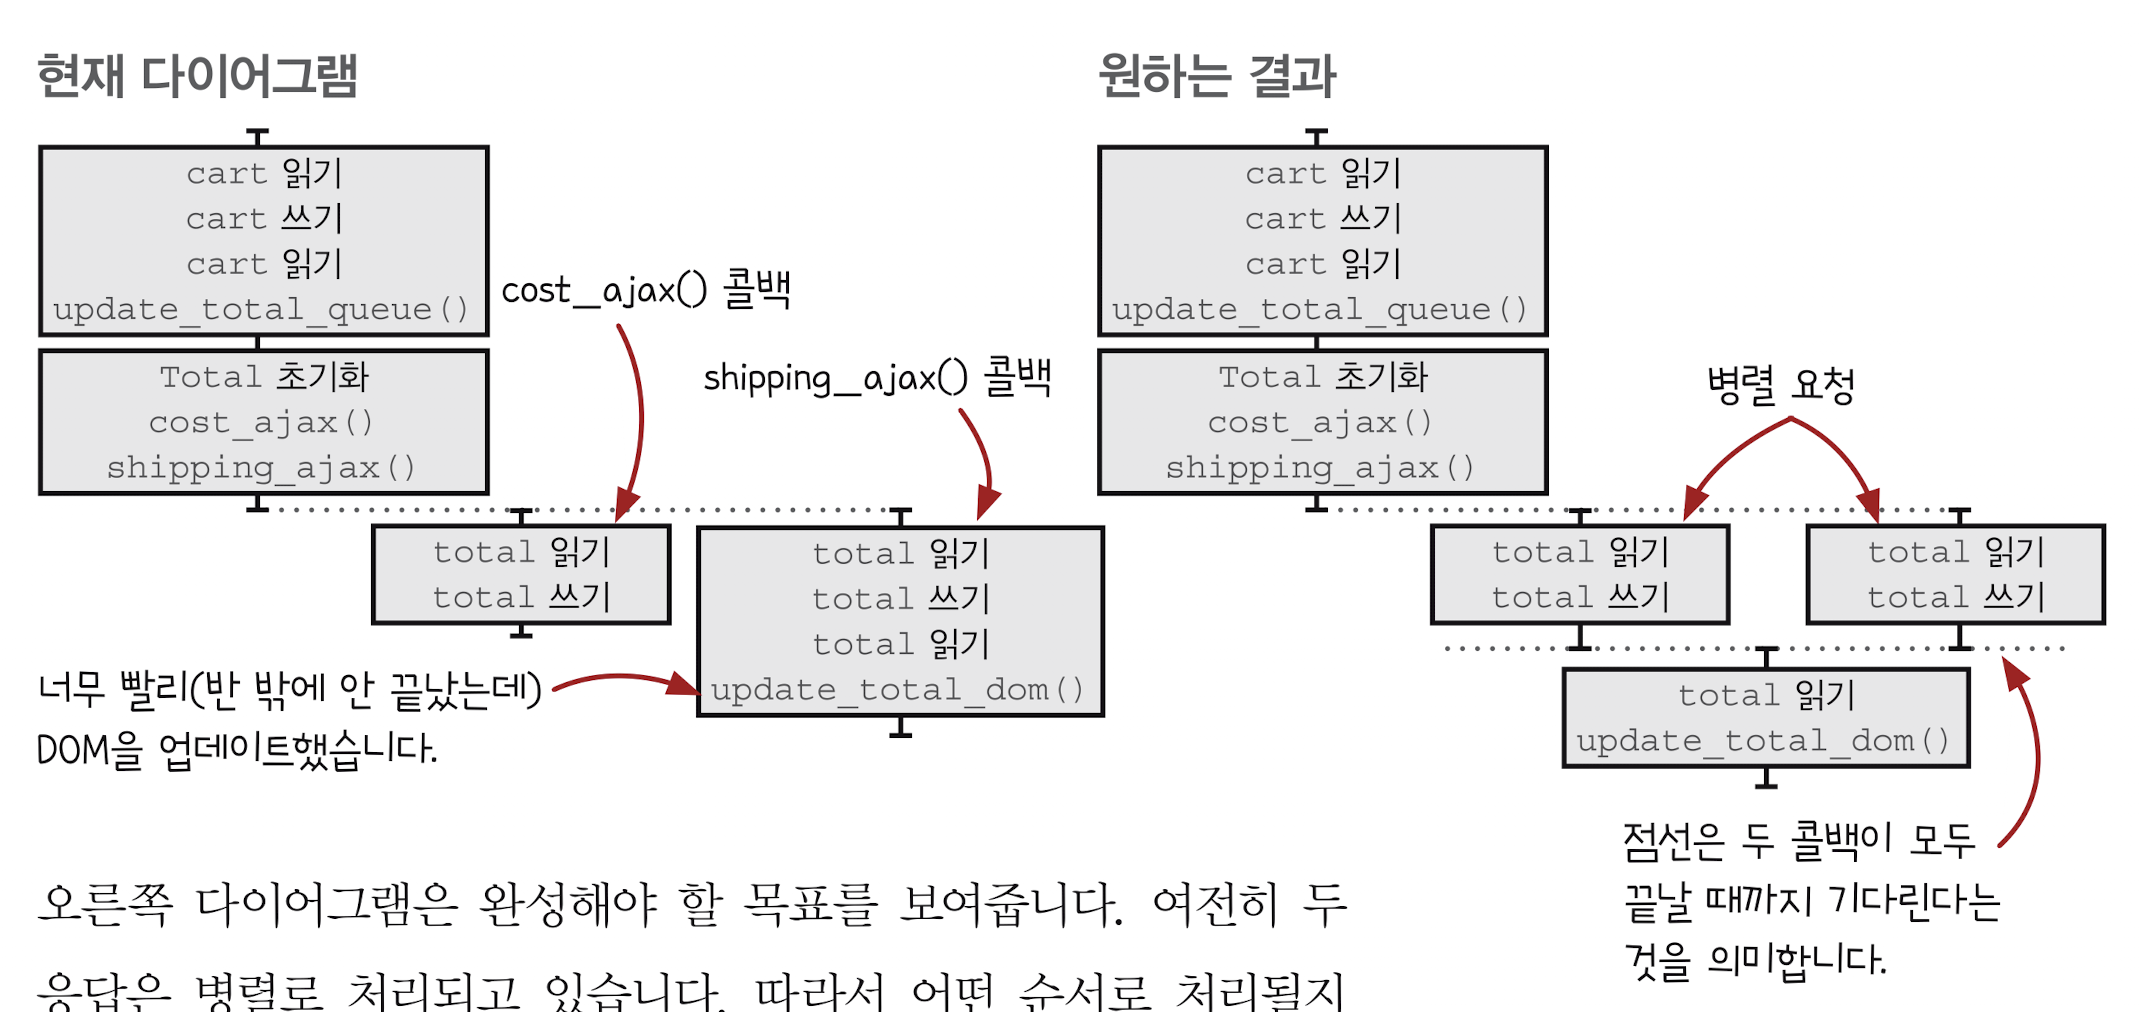 현재 다이어그램
cart 읽기
cart 쓰기
cart 읽기
update_total_queue()
Total 초기화
cost_ajax()
shipping_ajax()
cost_ajax() 콜백
shipping_ajax() 콜백
total 읽기
total 쓰기
total 읽기
total 쓰기
total 읽기
update_total_dom()
너무 빨리(반 밖에 안 끝났는데)
DOM을 업데이트했습니다.
원하는 결과
cart 읽기
cart 쓰기
cart 읽기
update_total_queue()
Total 초기화
cost_ajax()
shipping_ajax()
병렬 요청
total 읽기
total 쓰기
total 읽기
total 쓰기
total 읽기
update_total_dom()
점선은 두 콜백이 모두
끝날 때까지 기다린다는
것을 의미합니다.
오른쪽 다이어그램은 완성해야 할 목표를 보여줍니다. 여전히 두
응답은 병렬로 처리되고 있습니다. 따라서 어떤 순서로 처리될지